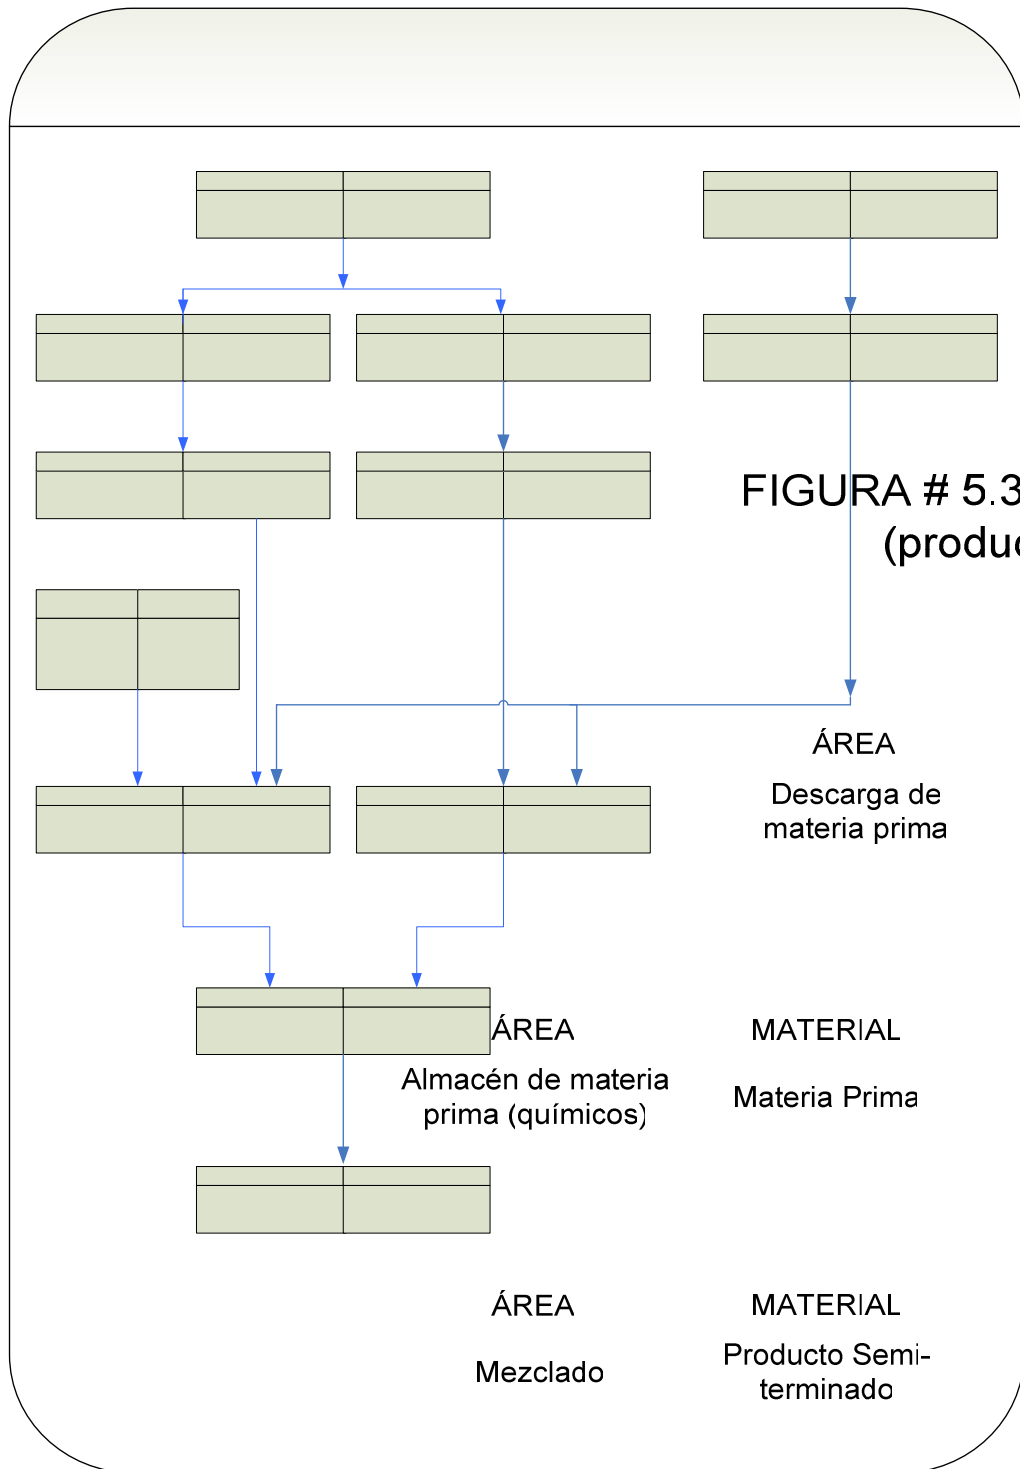 FIGURA # 5.3
(produc
ÁREA
Descarga de
materia prima
ÁREA
MATERIAL
Almacén de materia
prima (químicos)
Materia Prima
ÁREA
MATERIAL
Mezclado
Producto Semi-
terminado